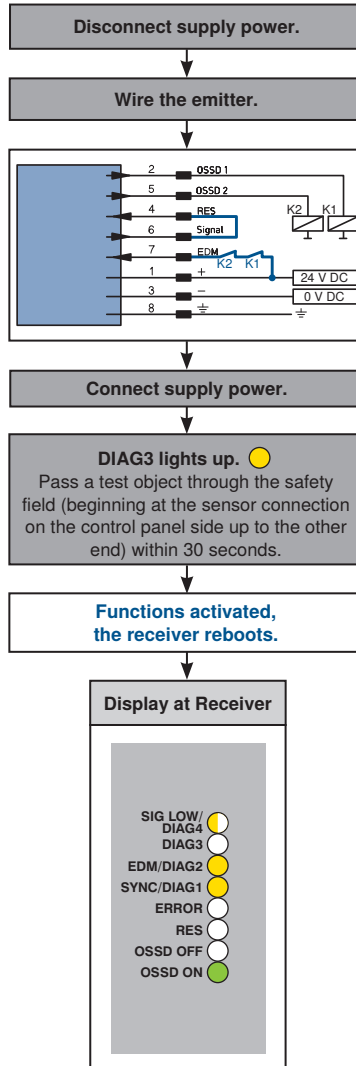 Disconnect supply power.
Wire the emitter.
2 OSSD 1
5 OSSD 2
4 RES
K2 K1
6 Signal
7 EDM
K2 K1
1 + 24 V DC
3 – 0 V DC
8
Connect supply power.
DIAG3 lights up.
Pass a test object through the safety
field (beginning at the sensor connection
on the control panel side up to the other
end) within 30 seconds.
Functions activated,
the receiver reboots.
Display at Receiver
SIG LOW/
DIAG4
DIAG3
EDM/DIAG2
SYNC/DIAG1
ERROR
RES
OSSD OFF
OSSD ON